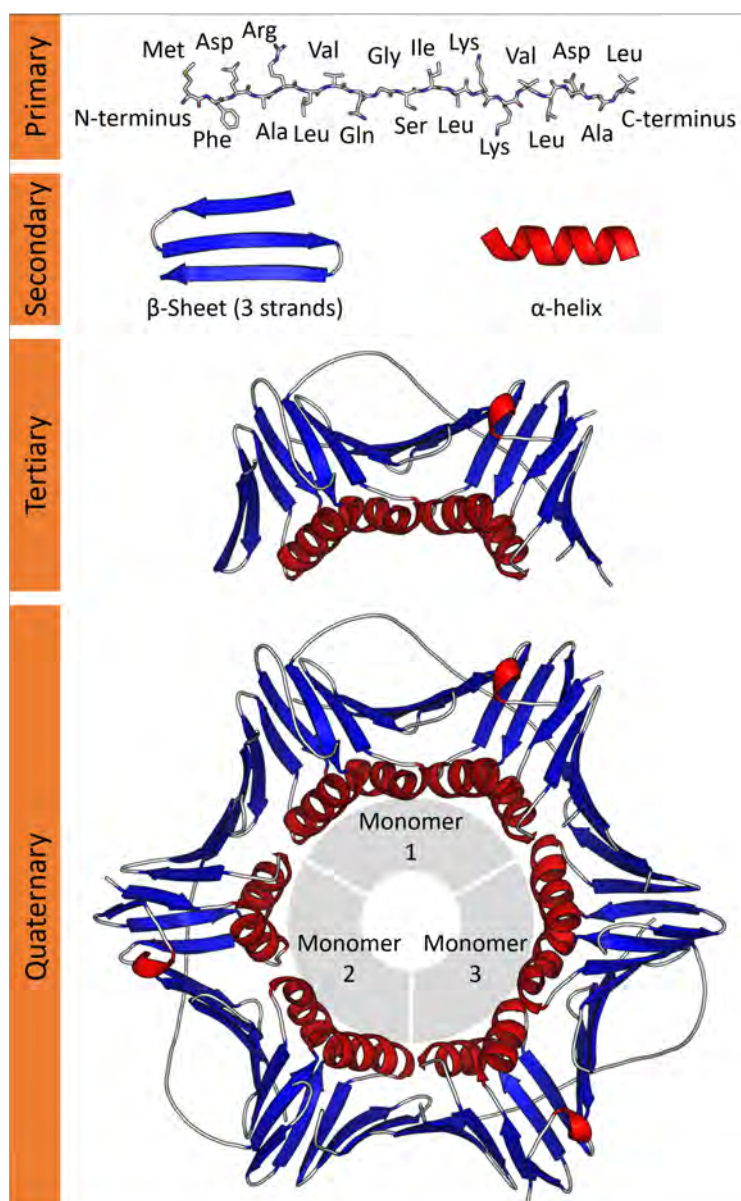 Primary
Met Asp Arg Val Gly Ile Lys Val Asp Leu
N-terminus C-terminus
Phe Ala Leu Gln Ser Leu Lys Leu Ala
Secondary
β-Sheet (3 strands) α-helix
Tertiary
Quaternary
Monomer
1
Monomer Monomer
2 3